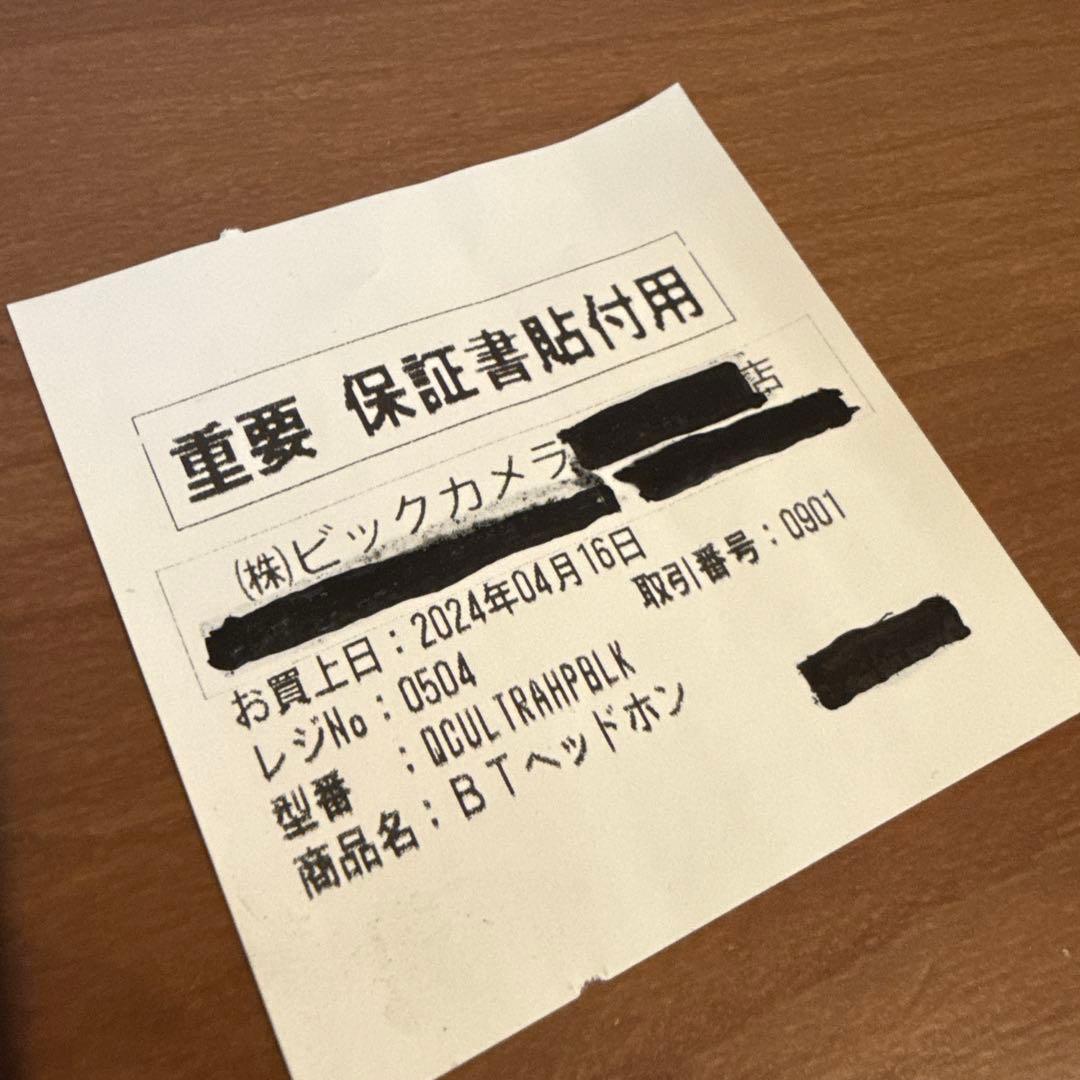 重要 保証書貼付用
(株)ビックカメラ 店
お買上日:2024年04月16日
レジNo:0504 取引番号:0901
型番 :QCULTRAHPBLK
商品名:BTヘッドホン